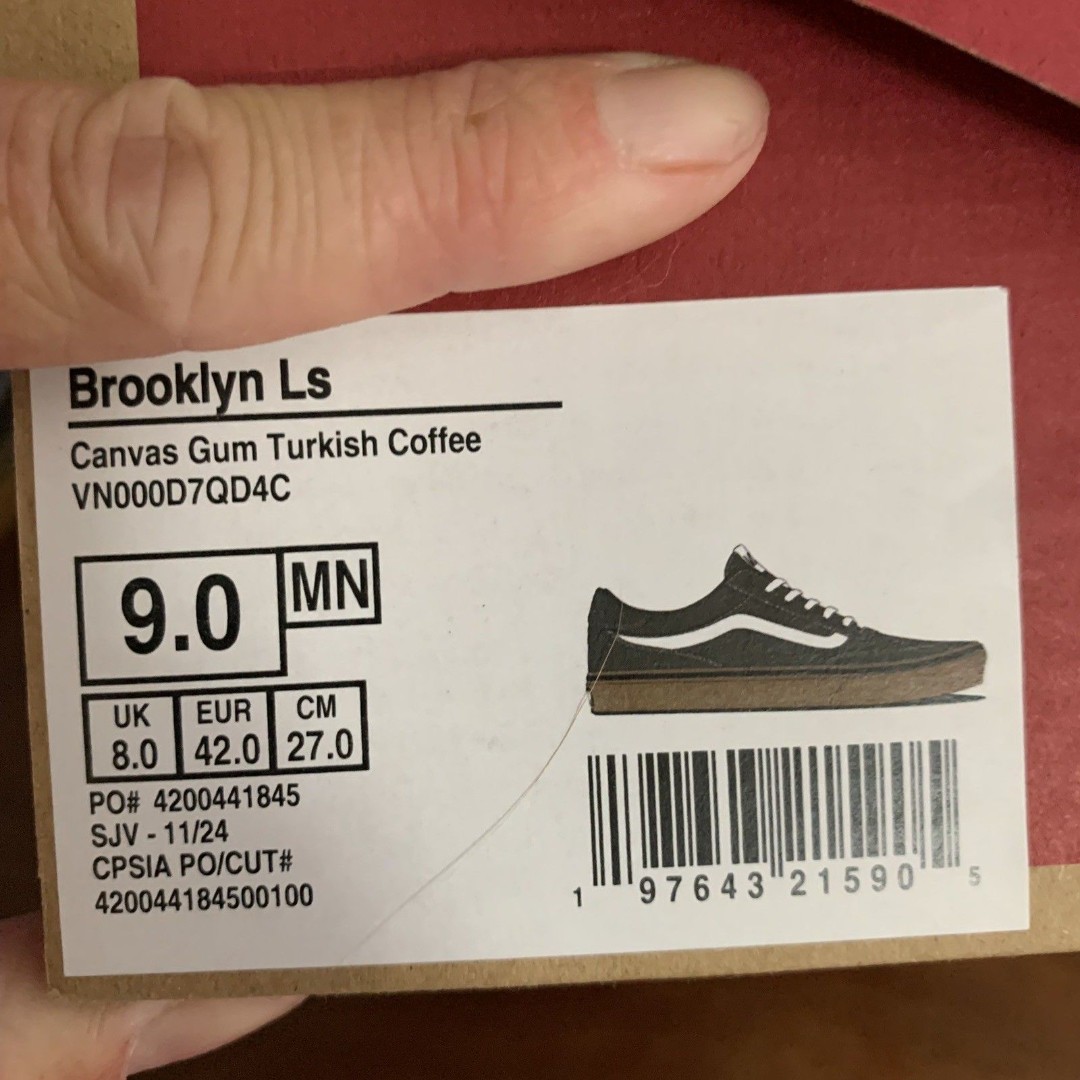 Brooklyn Ls
Canvas Gum Turkish Coffee
VN000D7QD4C
9.0 MN
UK EUR CM
8.0 42.0 27.0
PO# 4200441845
SJV - 11/24
CPSIA PO/CUT#
420044184500100
1 97643 21590 5